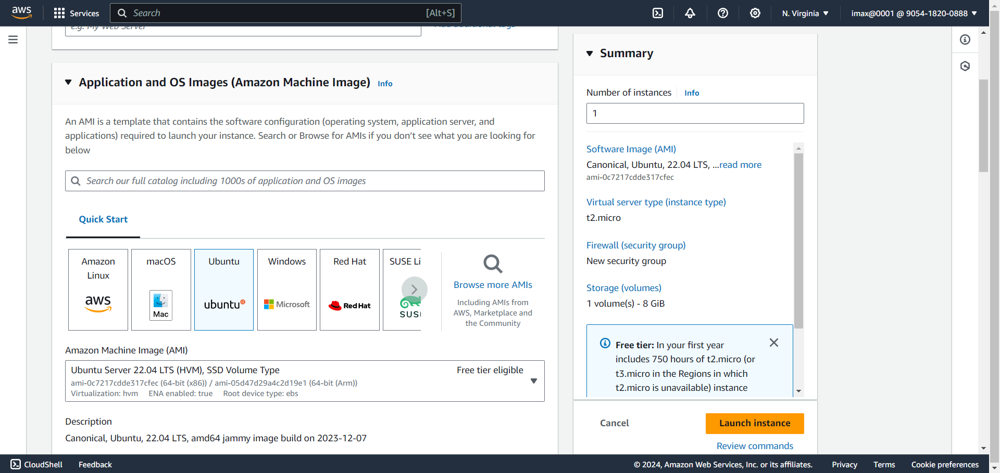 aws
Services
Search
[Alt+S]
N. Virginia
imax@0001 @ 9054-1820-0888
e.g. My Web Server
Add additional tags
Application and OS Images (Amazon Machine Image) Info
An AMI is a template that contains the software configuration (operating system, application server, and
applications) required to launch your instance. Search or Browse for AMIs if you don’t see what you are looking for
below
Search our full catalog including 1000s of application and OS images
Quick Start
Amazon
Linux
aws
macOS
Mac
Ubuntu
ubuntu
Windows
Microsoft
Red Hat
Red Hat
SUSE Li
SUS
Browse more AMIs
Including AMIs from
AWS, Marketplace and
the Community
Amazon Machine Image (AMI)
Ubuntu Server 22.04 LTS (HVM), SSD Volume Type
Free tier eligible
ami-0c7217cdde317cfec (64-bit (x86)) / ami-05d47d29a4c2d19e1 (64-bit (Arm))
Virtualization: hvm ENA enabled: true Root device type: ebs
Description
Canonical, Ubuntu, 22.04 LTS, amd64 jammy image build on 2023-12-07
Summary
Number of instances Info
1
Software Image (AMI)
Canonical, Ubuntu, 22.04 LTS, ...read more
ami-0c7217cdde317cfec
Virtual server type (instance type)
t2.micro
Firewall (security group)
New security group
Storage (volumes)
1 volume(s) - 8 GiB
Free tier: In your first year
includes 750 hours of t2.micro (or
t3.micro in the Regions in which
t2.micro is unavailable) instance
Cancel
Launch instance
Review commands
CloudShell
Feedback
© 2024, Amazon Web Services, Inc. or its affiliates.
Privacy
Terms
Cookie preferences